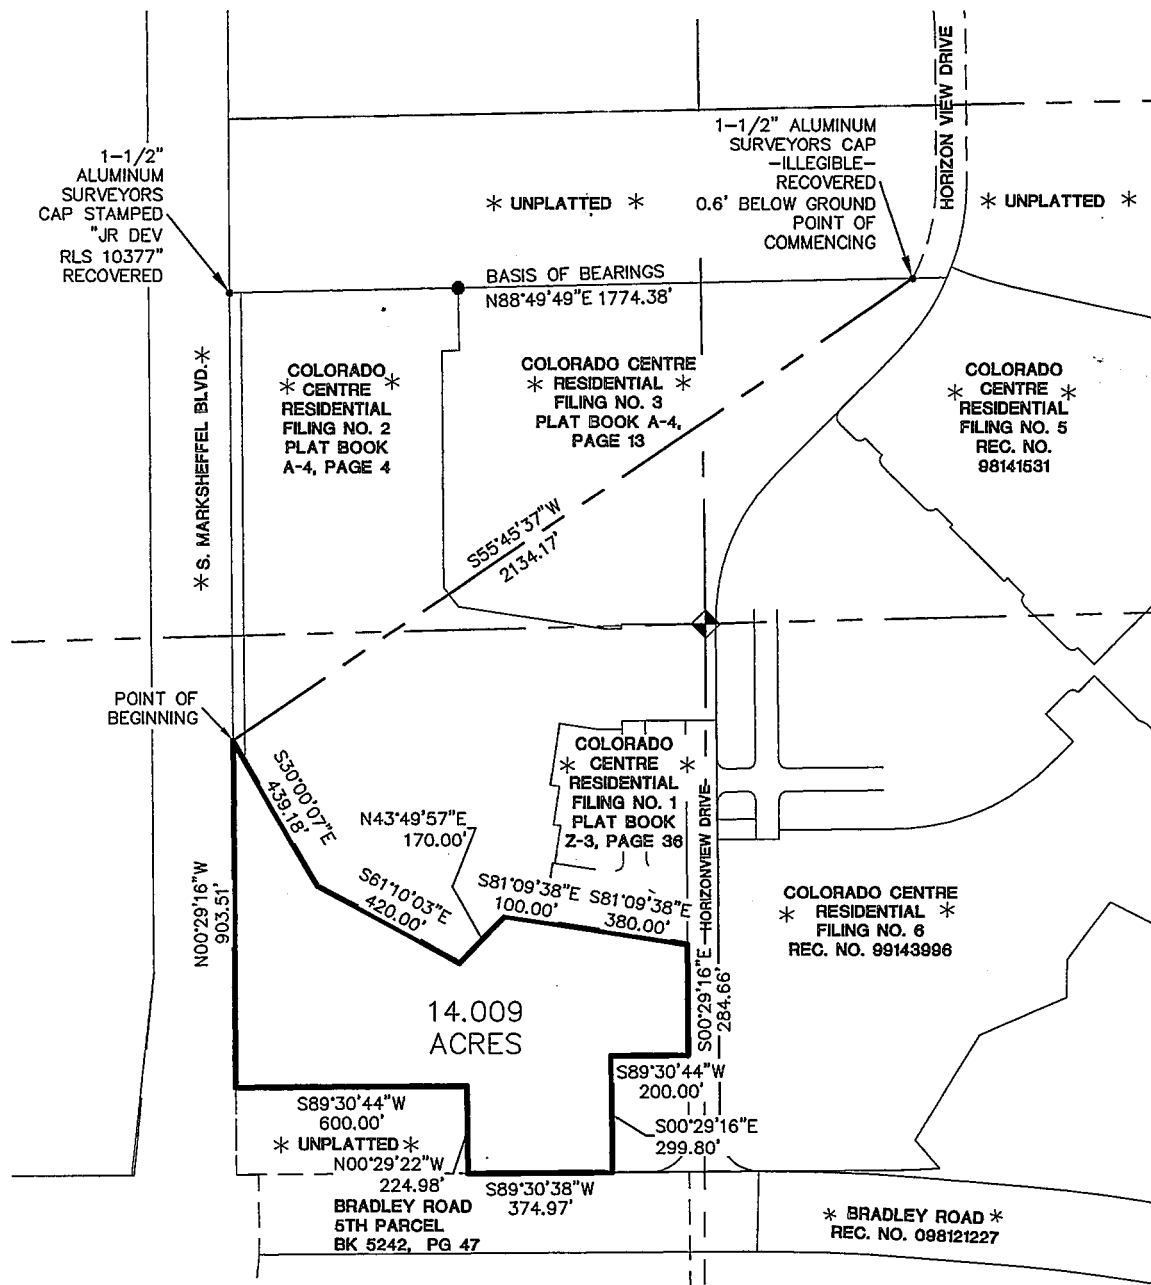 HORIZON VIEW DRIVE
1-1/2" ALUMINUM
SURVEYORS CAP
-ILLEGIBLE-
RECOVERED
0.6' BELOW GROUND
POINT OF
COMMENCING
1-1/2"
ALUMINUM
SURVEYORS
CAP STAMPED
"JR DEV
RLS 10377"
RECOVERED
* UNPLATTED *
* UNPLATTED *
BASIS OF BEARINGS
N88°49'49"E 1774.38'
*S. MARKSHEFFEL BLVD.*
COLORADO
* CENTRE *
RESIDENTIAL
FILING NO. 2
PLAT BOOK
A-4, PAGE 4
COLORADO CENTRE
* RESIDENTIAL *
FILING NO. 3
PLAT BOOK A-4,
PAGE 13
COLORADO
CENTRE
* RESIDENTIAL *
FILING NO. 5
REC. NO.
98141531
S55°45'37"W
2134.17'
POINT OF
BEGINNING
S30°00'07"E
439.18'
N43°49'57"E
170.00'
COLORADO
CENTRE
* RESIDENTIAL *
FILING NO. 1
PLAT BOOK
Z-3, PAGE 36
HORIZONVIEW DRIVE
S61°10'03"E
420.00'
S81°09'38"E
100.00'
S81°09'38"E
380.00'
N00°29'16"W
903.51'
COLORADO CENTRE
* RESIDENTIAL *
FILING NO. 6
REC. NO. 99143996
S00°29'16"E
284.66'
14.009
ACRES
S89°30'44"W
200.00'
S89°30'44"W
600.00'
S00°29'16"E
299.80'
* UNPLATTED *
N00°29'22"W
224.98'
S89°30'38"W
374.97'
BRADLEY ROAD
5TH PARCEL
BK 5242, PG 47
* BRADLEY ROAD *
REC. NO. 098121227